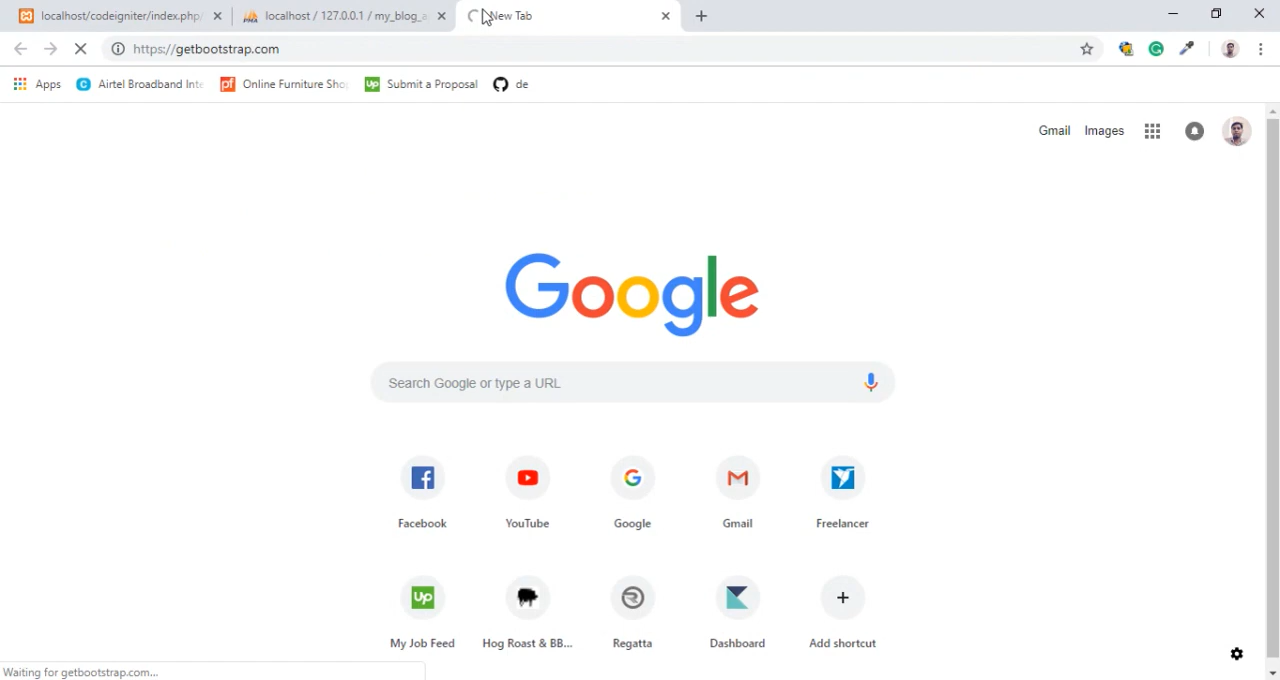 localhost/codeigniter/index.php/
localhost / 127.0.0.1 / my_blog_a
New Tab
https://getbootstrap.com
Apps
Airtel Broadband Inte
Online Furniture Sho
Submit a Proposal
de
Gmail Images
Google
Search Google or type a URL
Facebook YouTube Google Gmail Freelancer
My Job Feed Hog Roast & BB... Regatta Dashboard Add shortcut
Waiting for getbootstrap.com...